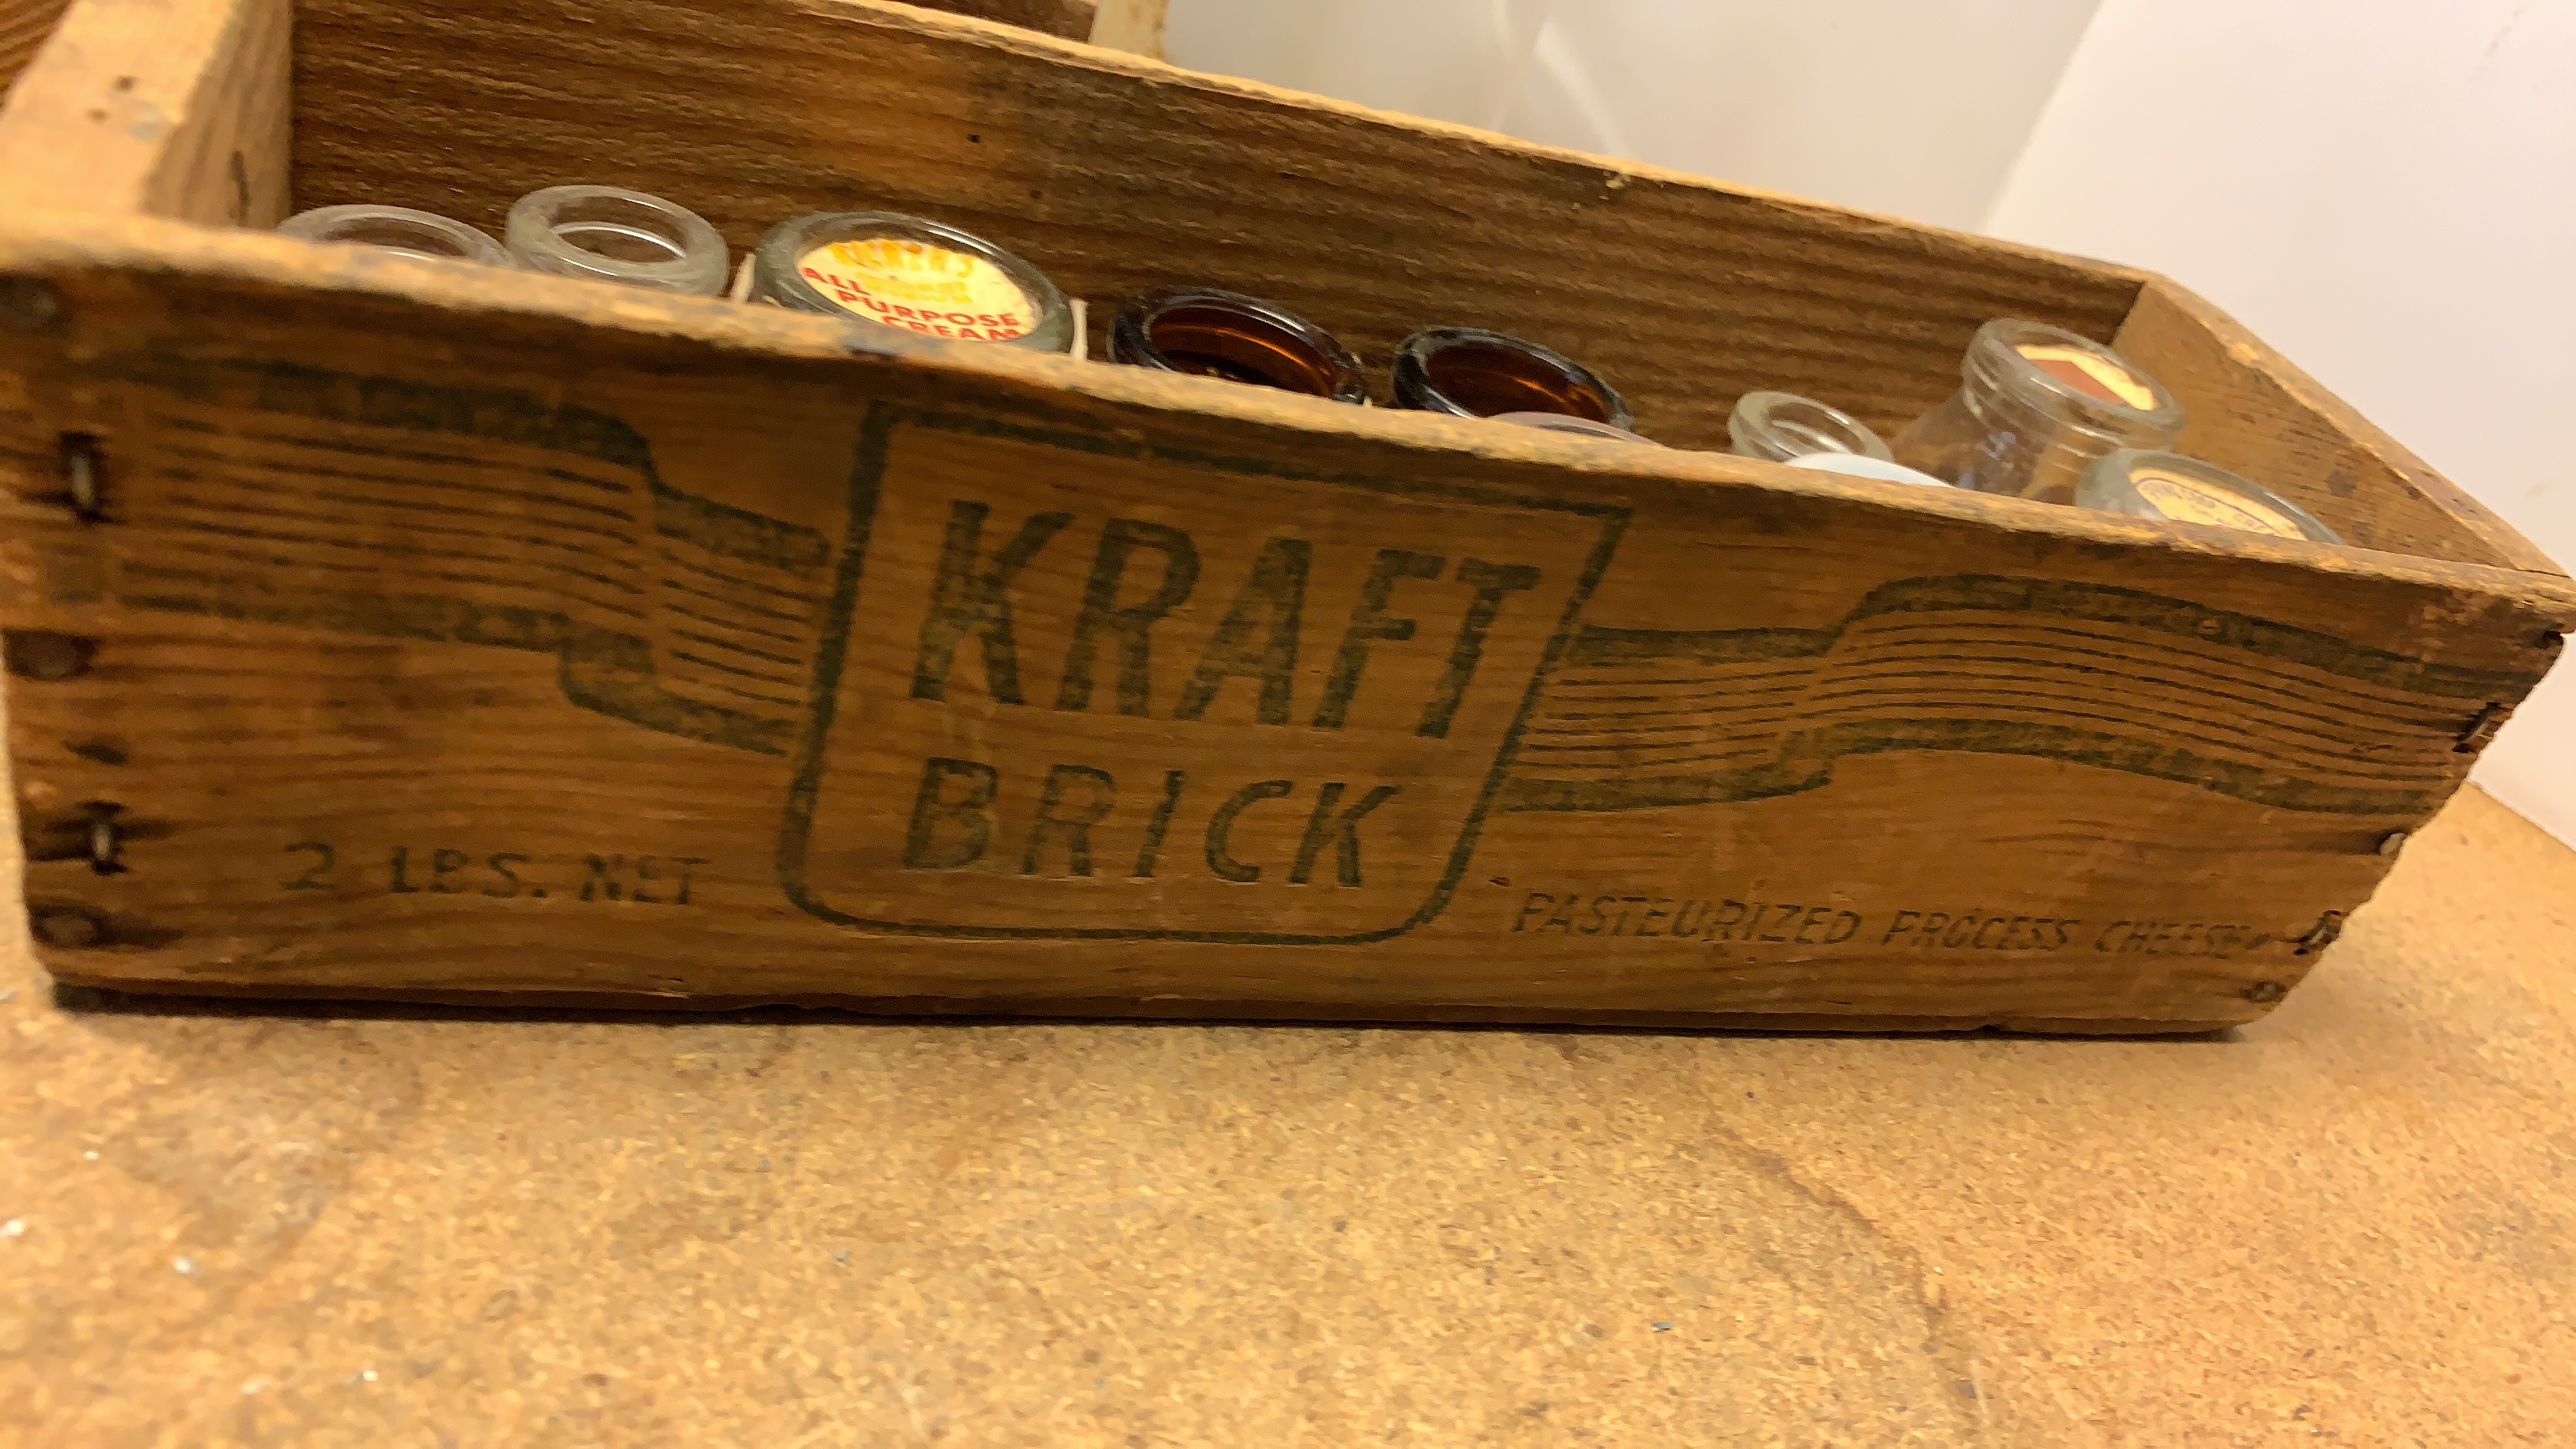 ALL
PURPOSE
CREAM
KRAFT
BRICK
2 LBS. NET
PASTEURIZED PROCESS CHEESE